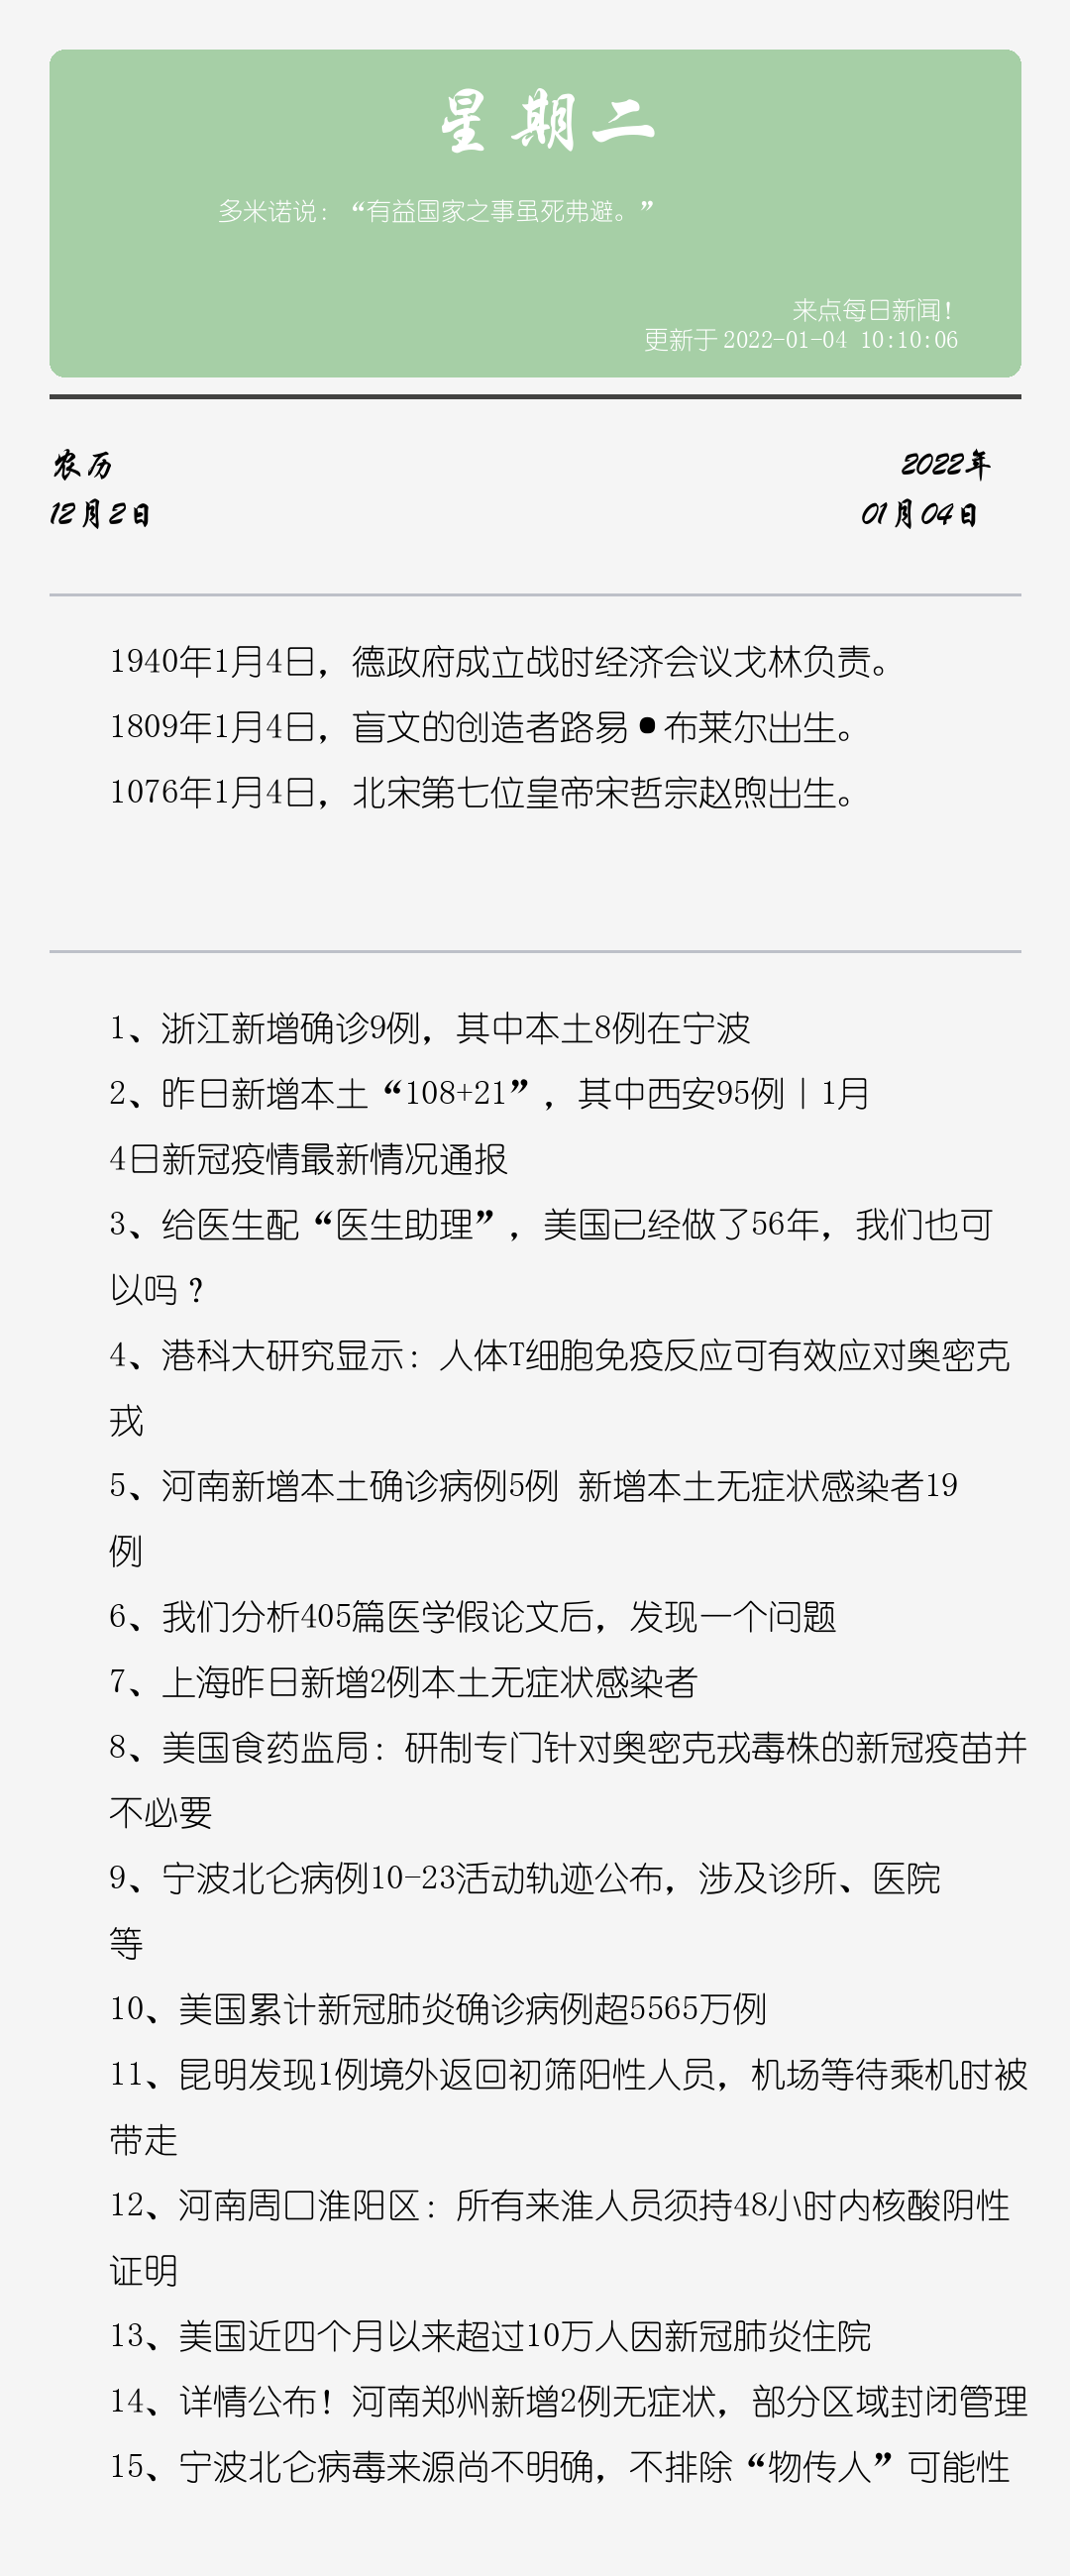 星期二
多米诺说：“有益国家之事虽死弗避。”
来点每日新闻！
更新于 2022-01-04 10:10:06
农历
2022年
12月2日
01月04日
1940年1月4日，德政府成立战时经济会议戈林负责。
1809年1月4日，盲文的创造者路易●布莱尔出生。
1076年1月4日，北宋第七位皇帝宋哲宗赵煦出生。
1、浙江新增确诊9例，其中本土8例在宁波
2、昨日新增本土“108+21”，其中西安95例｜1月
4日新冠疫情最新情况通报
3、给医生配“医生助理”，美国已经做了56年，我们也可
以吗？
4、港科大研究显示：人体T细胞免疫反应可有效应对奥密克
戎
5、河南新增本土确诊病例5例 新增本土无症状感染者19
例
6、我们分析405篇医学假论文后，发现一个问题
7、上海昨日新增2例本土无症状感染者
8、美国食药监局：研制专门针对奥密克戎毒株的新冠疫苗并
不必要
9、宁波北仑病例10-23活动轨迹公布，涉及诊所、医院
等
10、美国累计新冠肺炎确诊病例超5565万例
11、昆明发现1例境外返回初筛阳性人员，机场等待乘机时被
带走
12、河南周口淮阳区：所有来淮人员须持48小时内核酸阴性
证明
13、美国近四个月以来超过10万人因新冠肺炎住院
14、详情公布！河南郑州新增2例无症状，部分区域封闭管理
15、宁波北仑病毒来源尚不明确，不排除“物传人”可能性